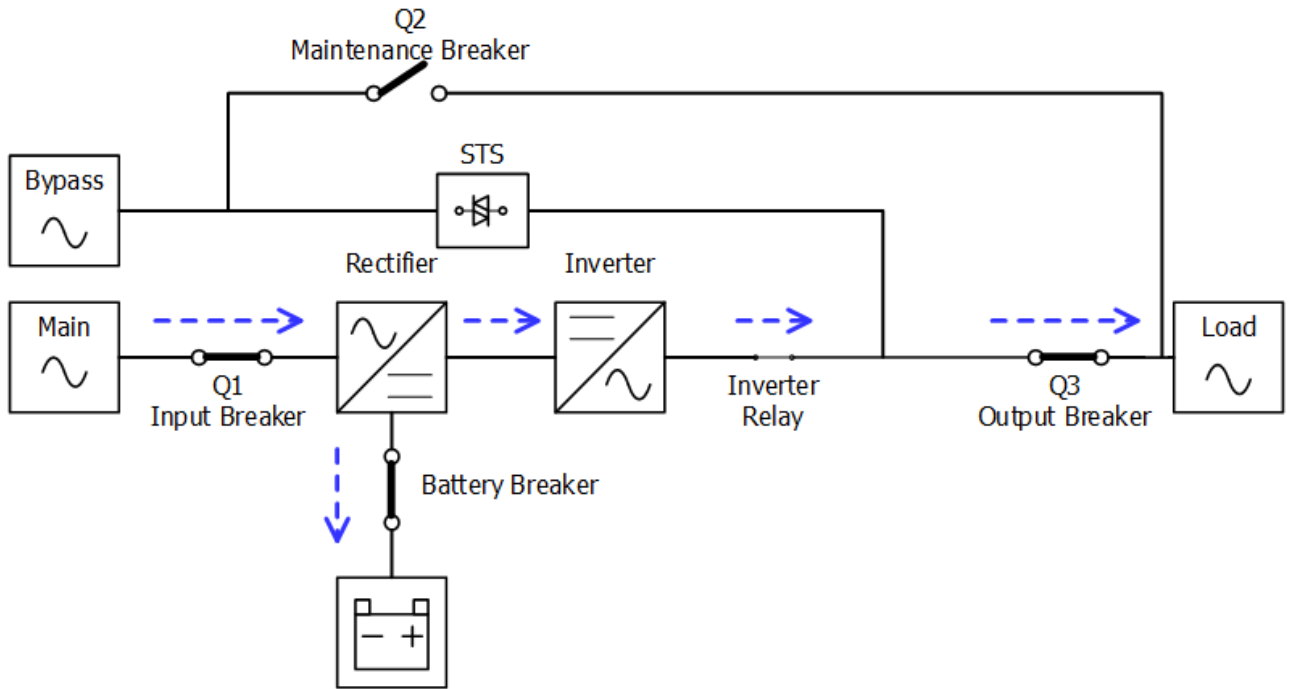 Q2
Maintenance Breaker
STS
Bypass
Rectifier
Inverter
Main
Load
Q1
Input Breaker
Inverter
Relay
Q3
Output Breaker
Battery Breaker